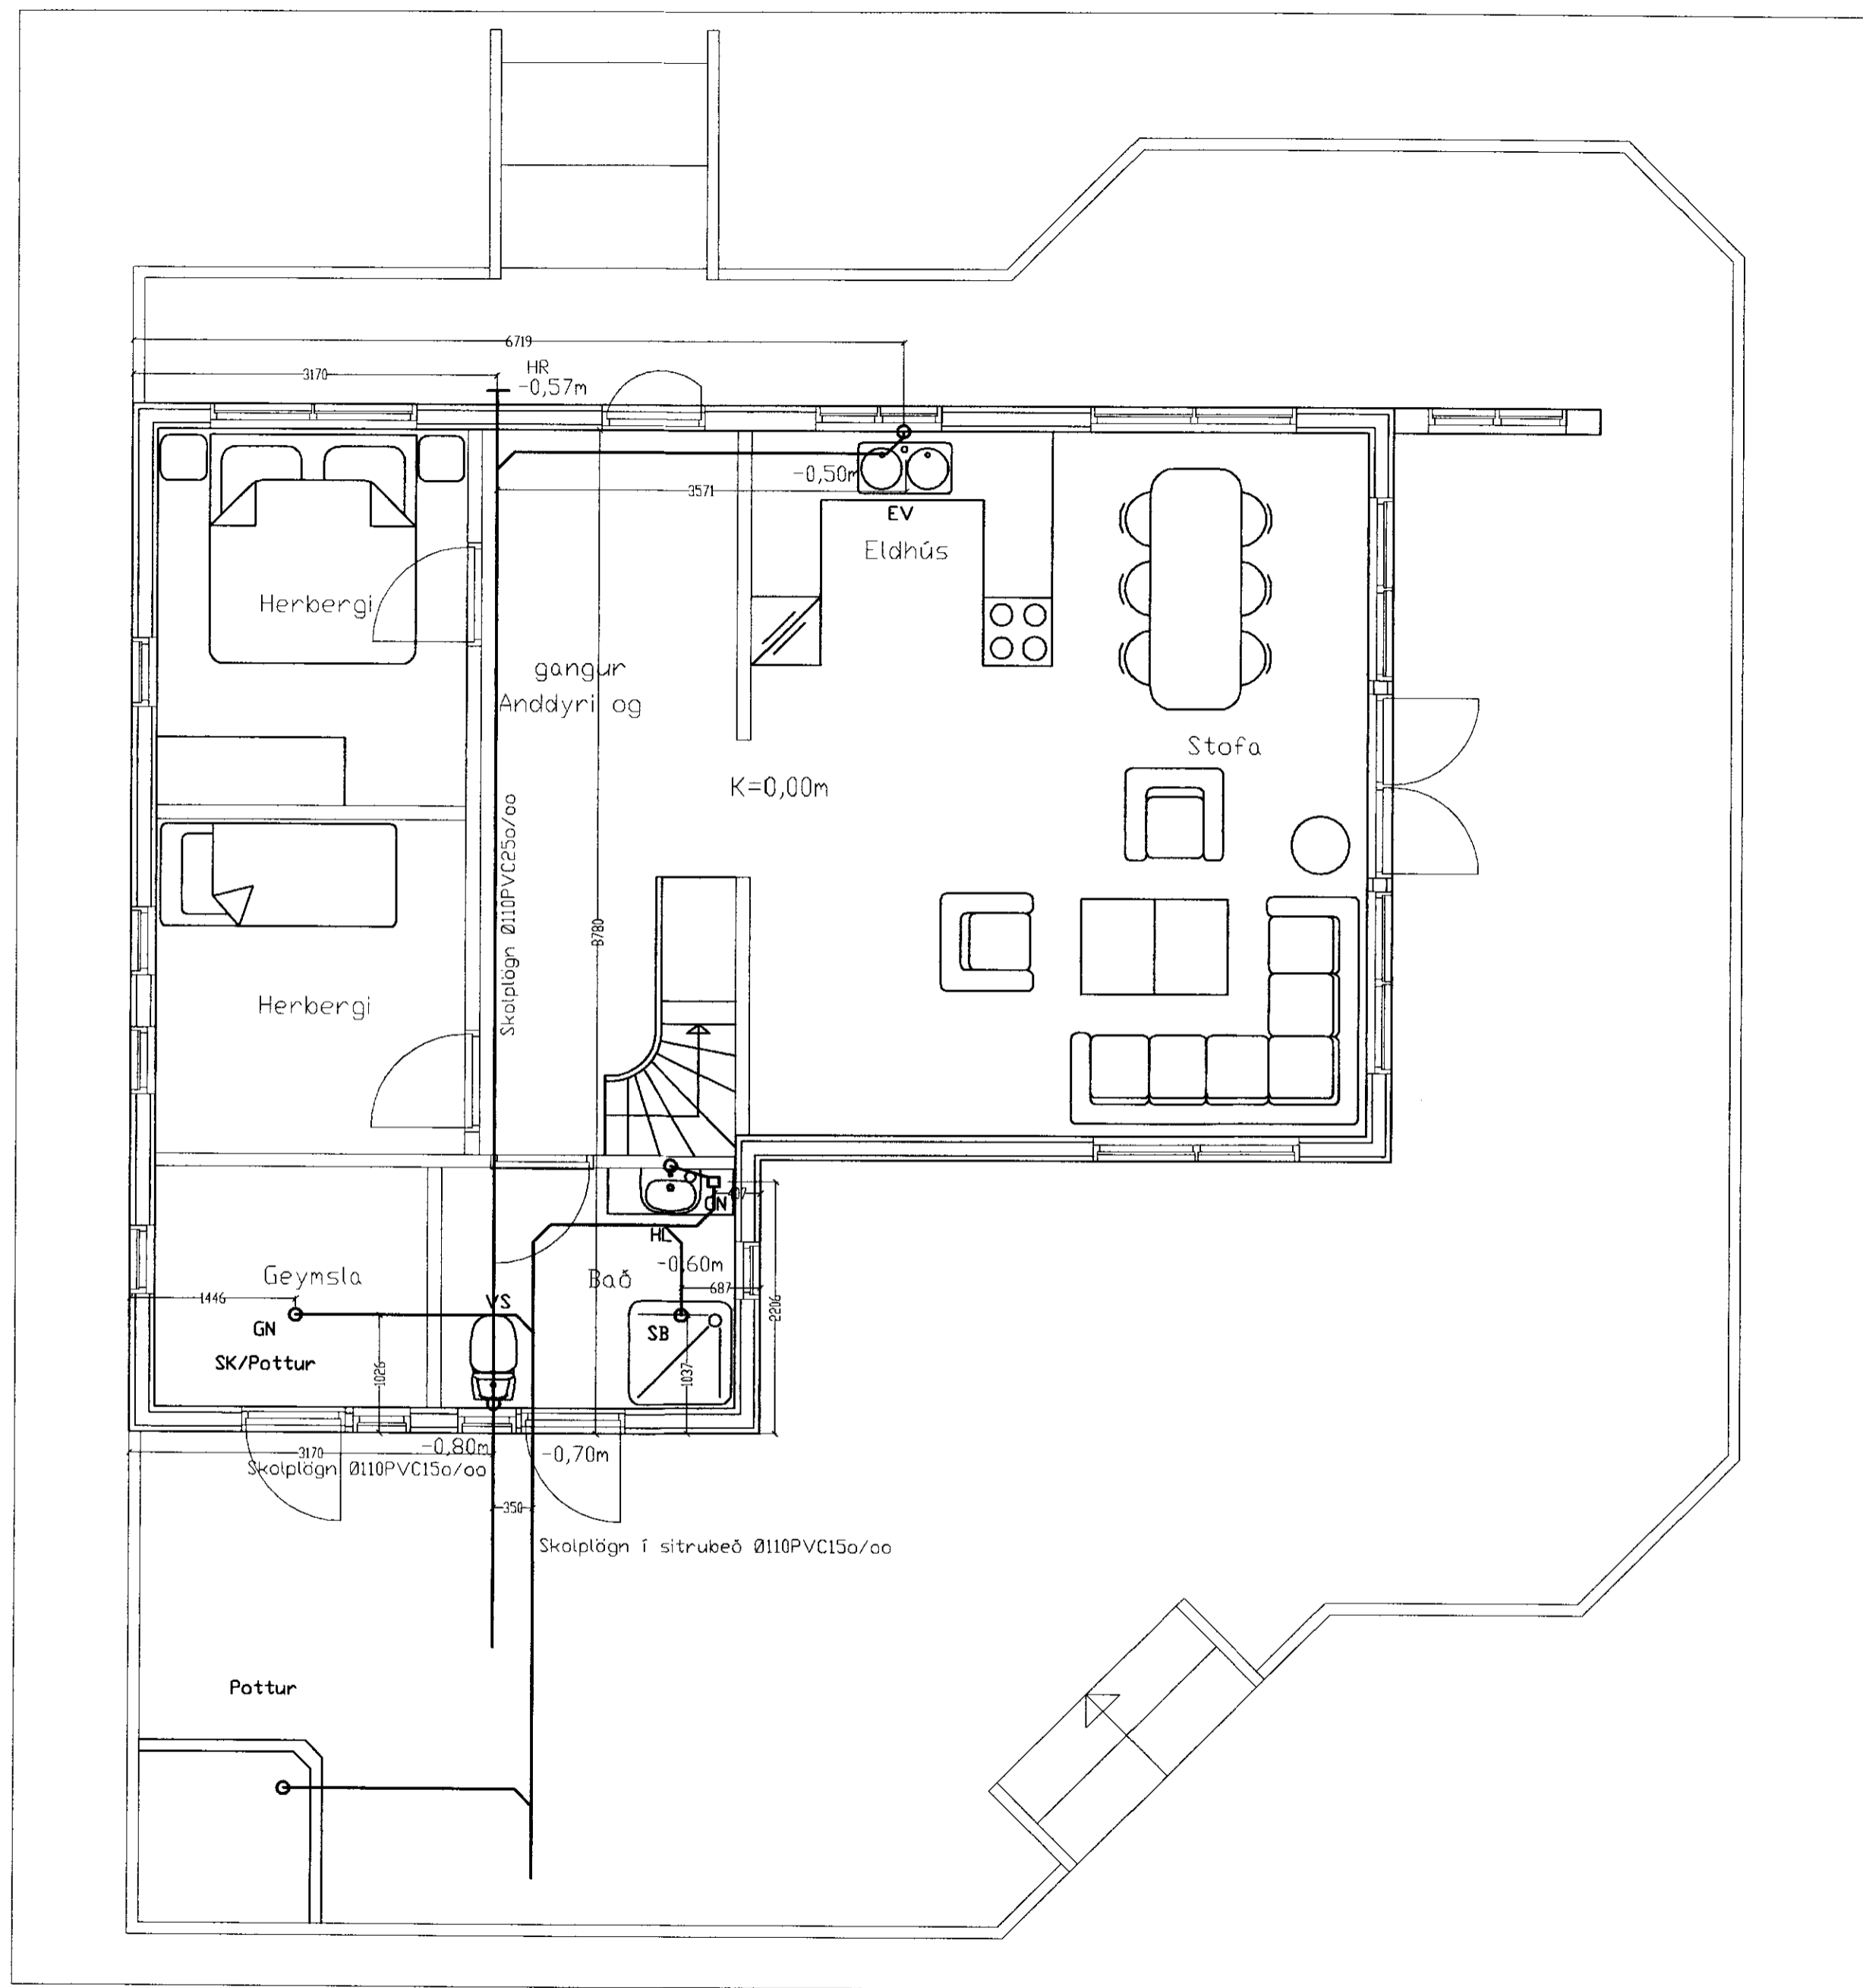 6719
HR
3170
-0,57m
-0,50m
3571
EV
Eldhús
Herbergi
gangur
Anddyri og
Stofa
K=0,00m
Skolplögn Ø110PVC25o/oo
8780
Herbergi
407
GN
HL
-0,60m
Geymsla
Bað
687
1446
VS
2206
GN
SB
SK/Pottur
1026
1037
-0,80m
3170
-0,70m
Skolplögn Ø110PVC15o/oo
350
Skolplögn í sitrubeð Ø110PVC15o/oo
Pottur